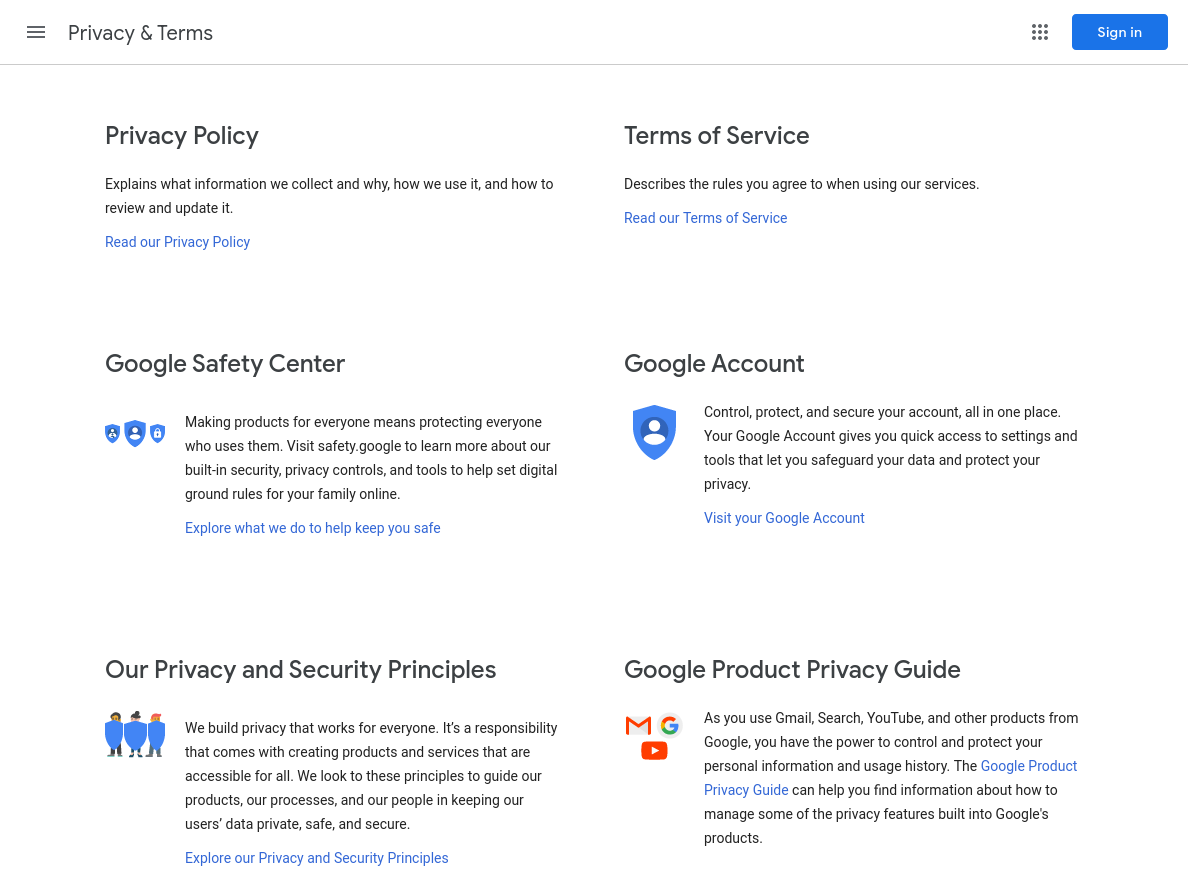 Privacy & Terms
Sign in
Privacy Policy
Explains what information we collect and why, how we use it, and how to
review and update it.
Read our Privacy Policy
Terms of Service
Describes the rules you agree to when using our services.
Read our Terms of Service
Google Safety Center
Making products for everyone means protecting everyone
who uses them. Visit safety.google to learn more about our
built-in security, privacy controls, and tools to help set digital
ground rules for your family online.
Explore what we do to help keep you safe
Google Account
Control, protect, and secure your account, all in one place.
Your Google Account gives you quick access to settings and
tools that let you safeguard your data and protect your
privacy.
Visit your Google Account
Our Privacy and Security Principles
We build privacy that works for everyone. It’s a responsibility
that comes with creating products and services that are
accessible for all. We look to these principles to guide our
products, our processes, and our people in keeping our
users’ data private, safe, and secure.
Explore our Privacy and Security Principles
Google Product Privacy Guide
As you use Gmail, Search, YouTube, and other products from
Google, you have the power to control and protect your
personal information and usage history. The Google Product
Privacy Guide can help you find information about how to
manage some of the privacy features built into Google's
products.